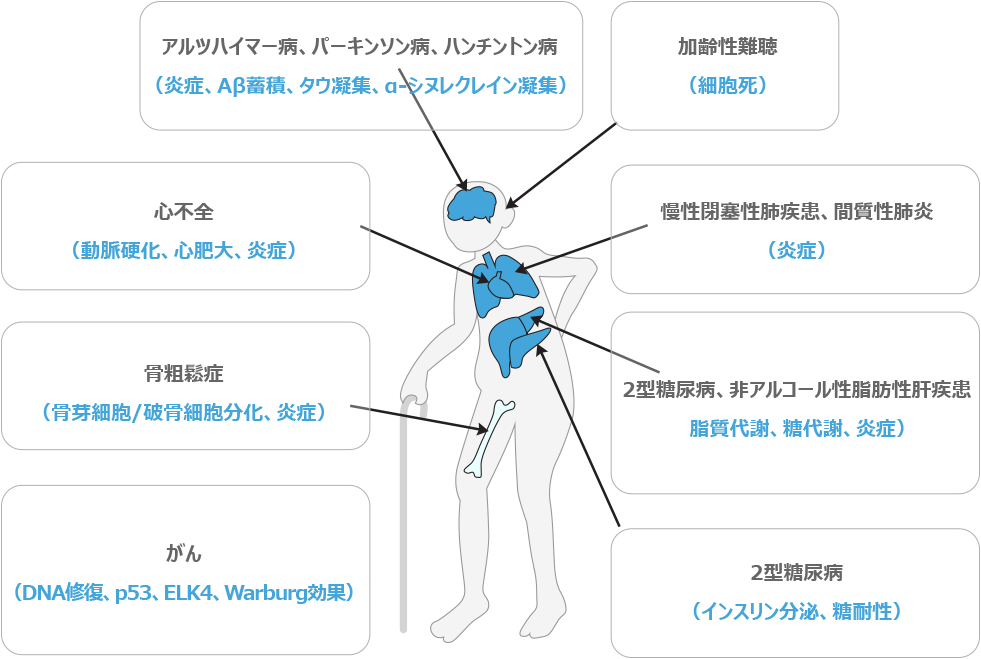 アルツハイマー病、パーキンソン病、ハンチントン病
（炎症、Aβ蓄積、タウ凝集、α-シヌレクレイン凝集）
加齢性難聴
（細胞死）
心不全
（動脈硬化、心肥大、炎症）
慢性閉塞性肺疾患、間質性肺炎
（炎症）
骨粗鬆症
（骨芽細胞/破骨細胞分化、炎症）
2型糖尿病、非アルコール性脂肪性肝疾患
脂質代謝、糖代謝、炎症）
がん
（DNA修復、p53、ELK4、Warburg効果）
2型糖尿病
（インスリン分泌、糖耐性）